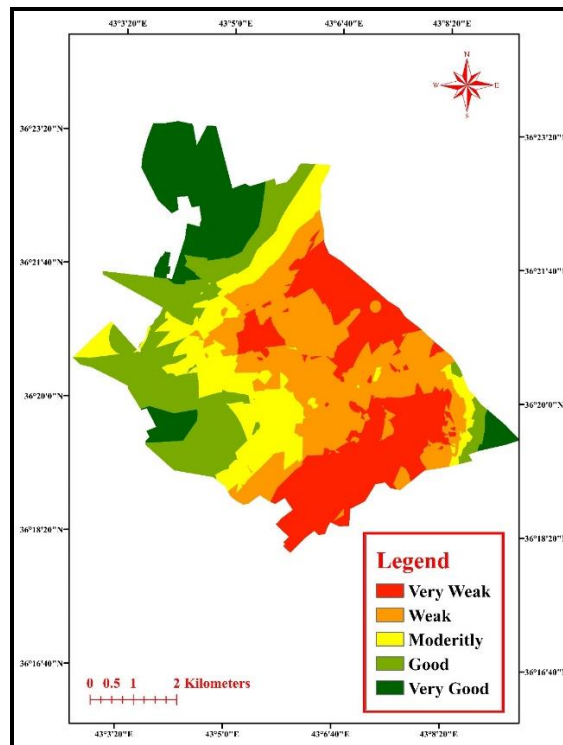 43°3'20"E 43°5'0"E 43°6'40"E 43°8'20"E
N
W E
S
36°23'20"N 36°23'20"N
36°21'40"N 36°21'40"N
36°20'0"N 36°20'0"N
36°18'20"N 36°18'20"N
Legend
Very Weak
Weak
Moderitly
Good
Very Good
36°16'40"N 36°16'40"N
0 0.5 1 2 Kilometers
43°3'20"E 43°5'0"E 43°6'40"E 43°8'20"E